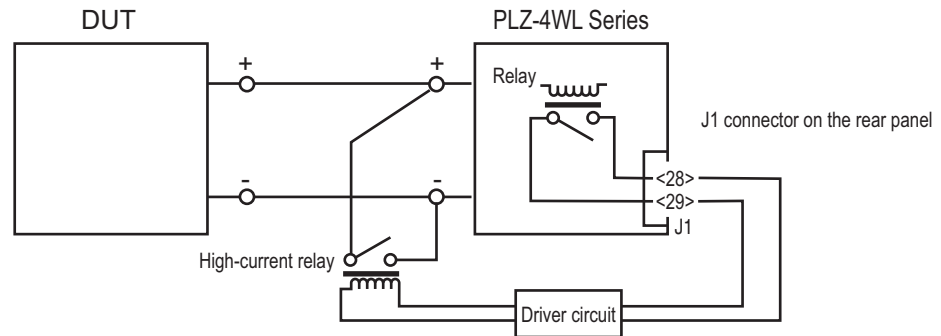 DUT
PLZ-4WL Series
+
+
Relay
J1 connector on the rear panel
<28>
<29>
-
-
J1
High-current relay
Driver circuit